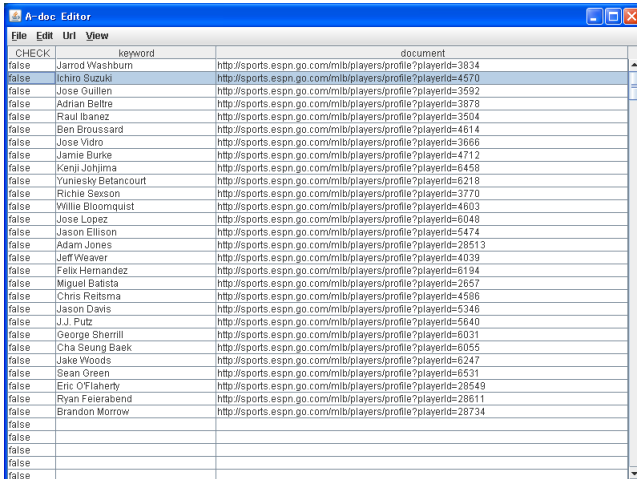 A-doc Editor
File Edit Url View
CHECK keyword document
false Jarrod Washburn http://sports.espn.go.com/mlb/players/profile?playerId=3834
false Ichiro Suzuki http://sports.espn.go.com/mlb/players/profile?playerId=4570
false Jose Guillen http://sports.espn.go.com/mlb/players/profile?playerId=3592
false Adrian Beltre http://sports.espn.go.com/mlb/players/profile?playerId=3878
false Raul Ibanez http://sports.espn.go.com/mlb/players/profile?playerId=3504
false Ben Broussard http://sports.espn.go.com/mlb/players/profile?playerId=4614
false Jose Vidro http://sports.espn.go.com/mlb/players/profile?playerId=3666
false Jamie Burke http://sports.espn.go.com/mlb/players/profile?playerId=4712
false Kenji Johjima http://sports.espn.go.com/mlb/players/profile?playerId=6458
false Yuniesky Betancourt http://sports.espn.go.com/mlb/players/profile?playerId=6218
false Richie Sexson http://sports.espn.go.com/mlb/players/profile?playerId=3770
false Willie Bloomquist http://sports.espn.go.com/mlb/players/profile?playerId=4603
false Jose Lopez http://sports.espn.go.com/mlb/players/profile?playerId=6048
false Jason Ellison http://sports.espn.go.com/mlb/players/profile?playerId=5474
false Adam Jones http://sports.espn.go.com/mlb/players/profile?playerId=28513
false Jeff Weaver http://sports.espn.go.com/mlb/players/profile?playerId=4039
false Felix Hernandez http://sports.espn.go.com/mlb/players/profile?playerId=6194
false Miguel Batista http://sports.espn.go.com/mlb/players/profile?playerId=2657
false Chris Reitsma http://sports.espn.go.com/mlb/players/profile?playerId=4586
false Jason Davis http://sports.espn.go.com/mlb/players/profile?playerId=5346
false J.J. Putz http://sports.espn.go.com/mlb/players/profile?playerId=5640
false George Sherrill http://sports.espn.go.com/mlb/players/profile?playerId=6031
false Cha Seung Baek http://sports.espn.go.com/mlb/players/profile?playerId=6055
false Jake Woods http://sports.espn.go.com/mlb/players/profile?playerId=6247
false Sean Green http://sports.espn.go.com/mlb/players/profile?playerId=6531
false Eric O'Flaherty http://sports.espn.go.com/mlb/players/profile?playerId=28549
false Ryan Feierabend http://sports.espn.go.com/mlb/players/profile?playerId=28611
false Brandon Morrow http://sports.espn.go.com/mlb/players/profile?playerId=28734
false
false
false
false
false